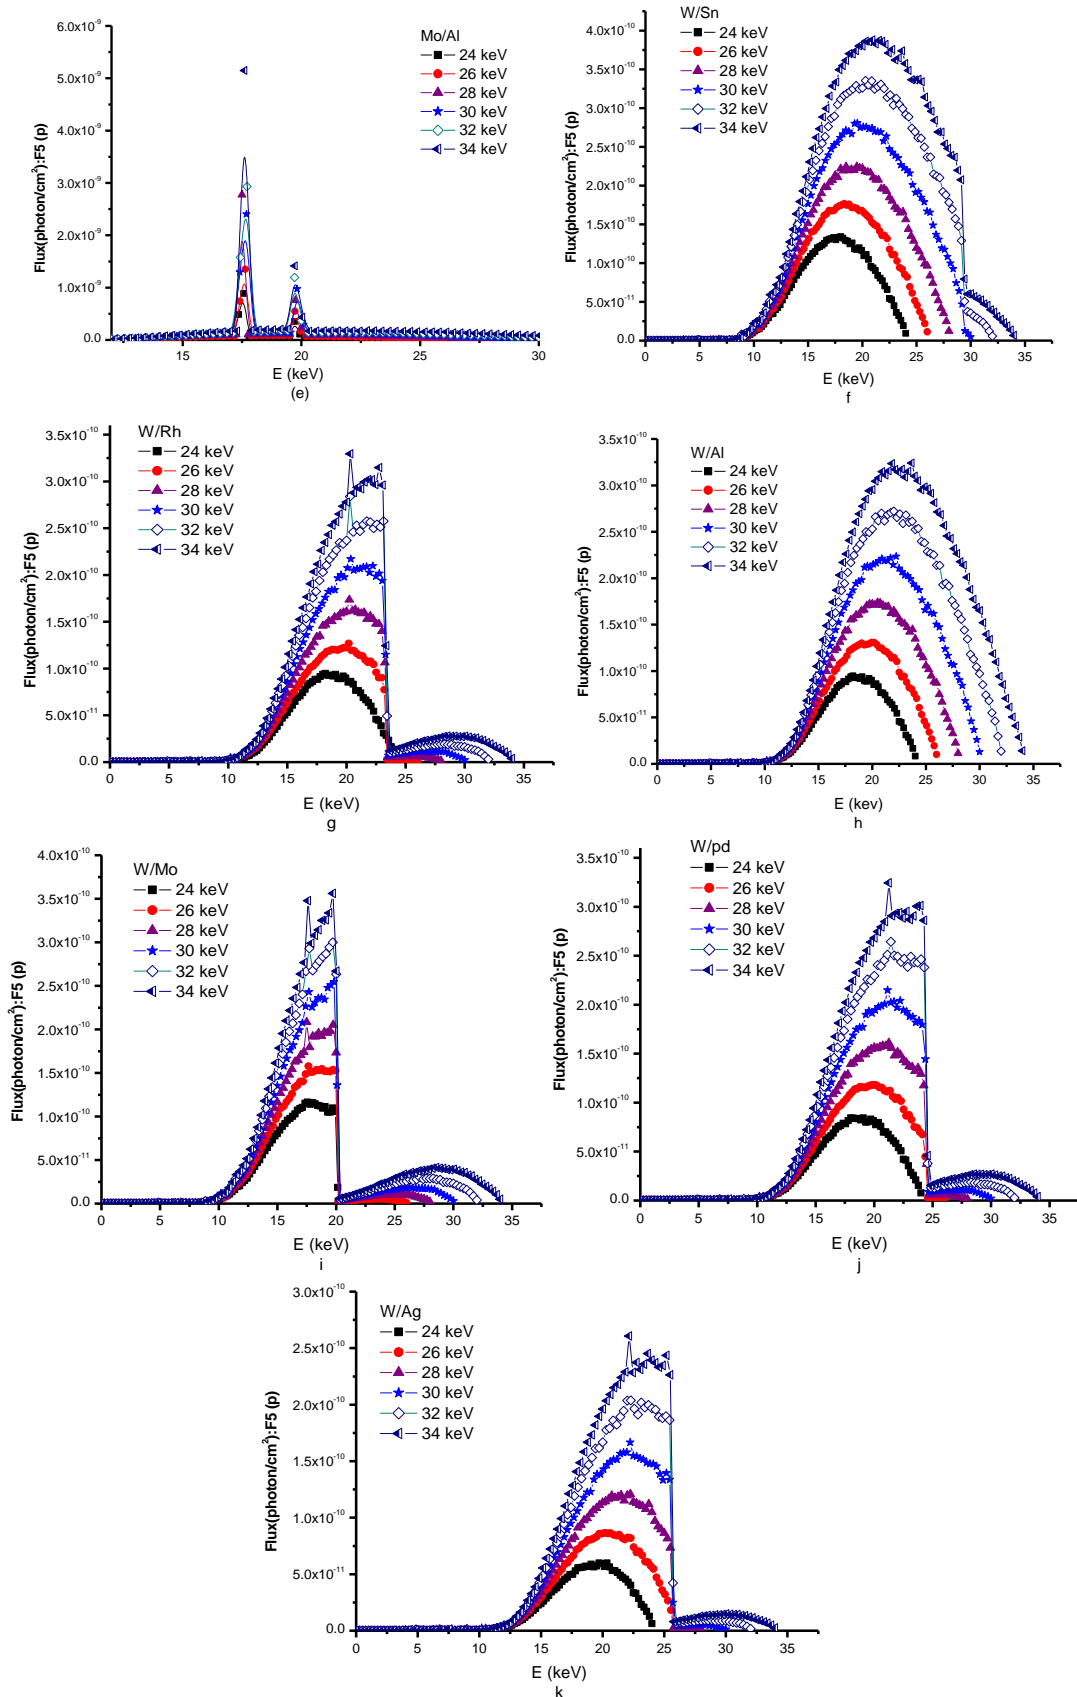 Mo/Al
24 keV
26 keV
28 keV
30 keV
32 keV
34 keV
6.0x10⁻⁹
5.0x10⁻⁹
4.0x10⁻⁹
3.0x10⁻⁹
2.0x10⁻⁹
1.0x10⁻⁹
0.0
Flux(photon/cm²):F5 (p)
15 20 25 30
E (keV)
(e)
W/Sn
24 keV
26 keV
28 keV
30 keV
32 keV
34 keV
4.0x10⁻¹⁰
3.5x10⁻¹⁰
3.0x10⁻¹⁰
2.5x10⁻¹⁰
2.0x10⁻¹⁰
1.5x10⁻¹⁰
1.0x10⁻¹⁰
5.0x10⁻¹¹
0.0
Flux(photon/cm²):F5 (p)
0 5 10 15 20 25 30 35
E (keV)
f
W/Rh
24 keV
26 keV
28 keV
30 keV
32 keV
34 keV
3.5x10⁻¹⁰
3.0x10⁻¹⁰
2.5x10⁻¹⁰
2.0x10⁻¹⁰
1.5x10⁻¹⁰
1.0x10⁻¹⁰
5.0x10⁻¹¹
0.0
Flux(photon/cm²):F5 (p)
0 5 10 15 20 25 30 35
E (keV)
g
W/Al
24 keV
26 keV
28 keV
30 keV
32 keV
34 keV
3.5x10⁻¹⁰
3.0x10⁻¹⁰
2.5x10⁻¹⁰
2.0x10⁻¹⁰
1.5x10⁻¹⁰
1.0x10⁻¹⁰
5.0x10⁻¹¹
0.0
Flux(photon/cm²):F5 (p)
0 5 10 15 20 25 30 35
E (kev)
h
W/Mo
24 keV
26 keV
28 keV
30 keV
32 keV
34 keV
4.0x10⁻¹⁰
3.5x10⁻¹⁰
3.0x10⁻¹⁰
2.5x10⁻¹⁰
2.0x10⁻¹⁰
1.5x10⁻¹⁰
1.0x10⁻¹⁰
5.0x10⁻¹¹
0.0
Flux(photon/cm²):F5 (p)
0 5 10 15 20 25 30 35
E (keV)
i
W/pd
24 keV
26 keV
28 keV
30 keV
32 keV
34 keV
3.5x10⁻¹⁰
3.0x10⁻¹⁰
2.5x10⁻¹⁰
2.0x10⁻¹⁰
1.5x10⁻¹⁰
1.0x10⁻¹⁰
5.0x10⁻¹¹
0.0
Flux(photon/cm²):F5 (p)
0 5 10 15 20 25 30 35
E (keV)
j
W/Ag
24 keV
26 keV
28 keV
30 keV
32 keV
34 keV
3.0x10⁻¹⁰
2.5x10⁻¹⁰
2.0x10⁻¹⁰
1.5x10⁻¹⁰
1.0x10⁻¹⁰
5.0x10⁻¹¹
0.0
Flux(photon/cm²):F5 (p)
0 5 10 15 20 25 30 35
E (keV)
k